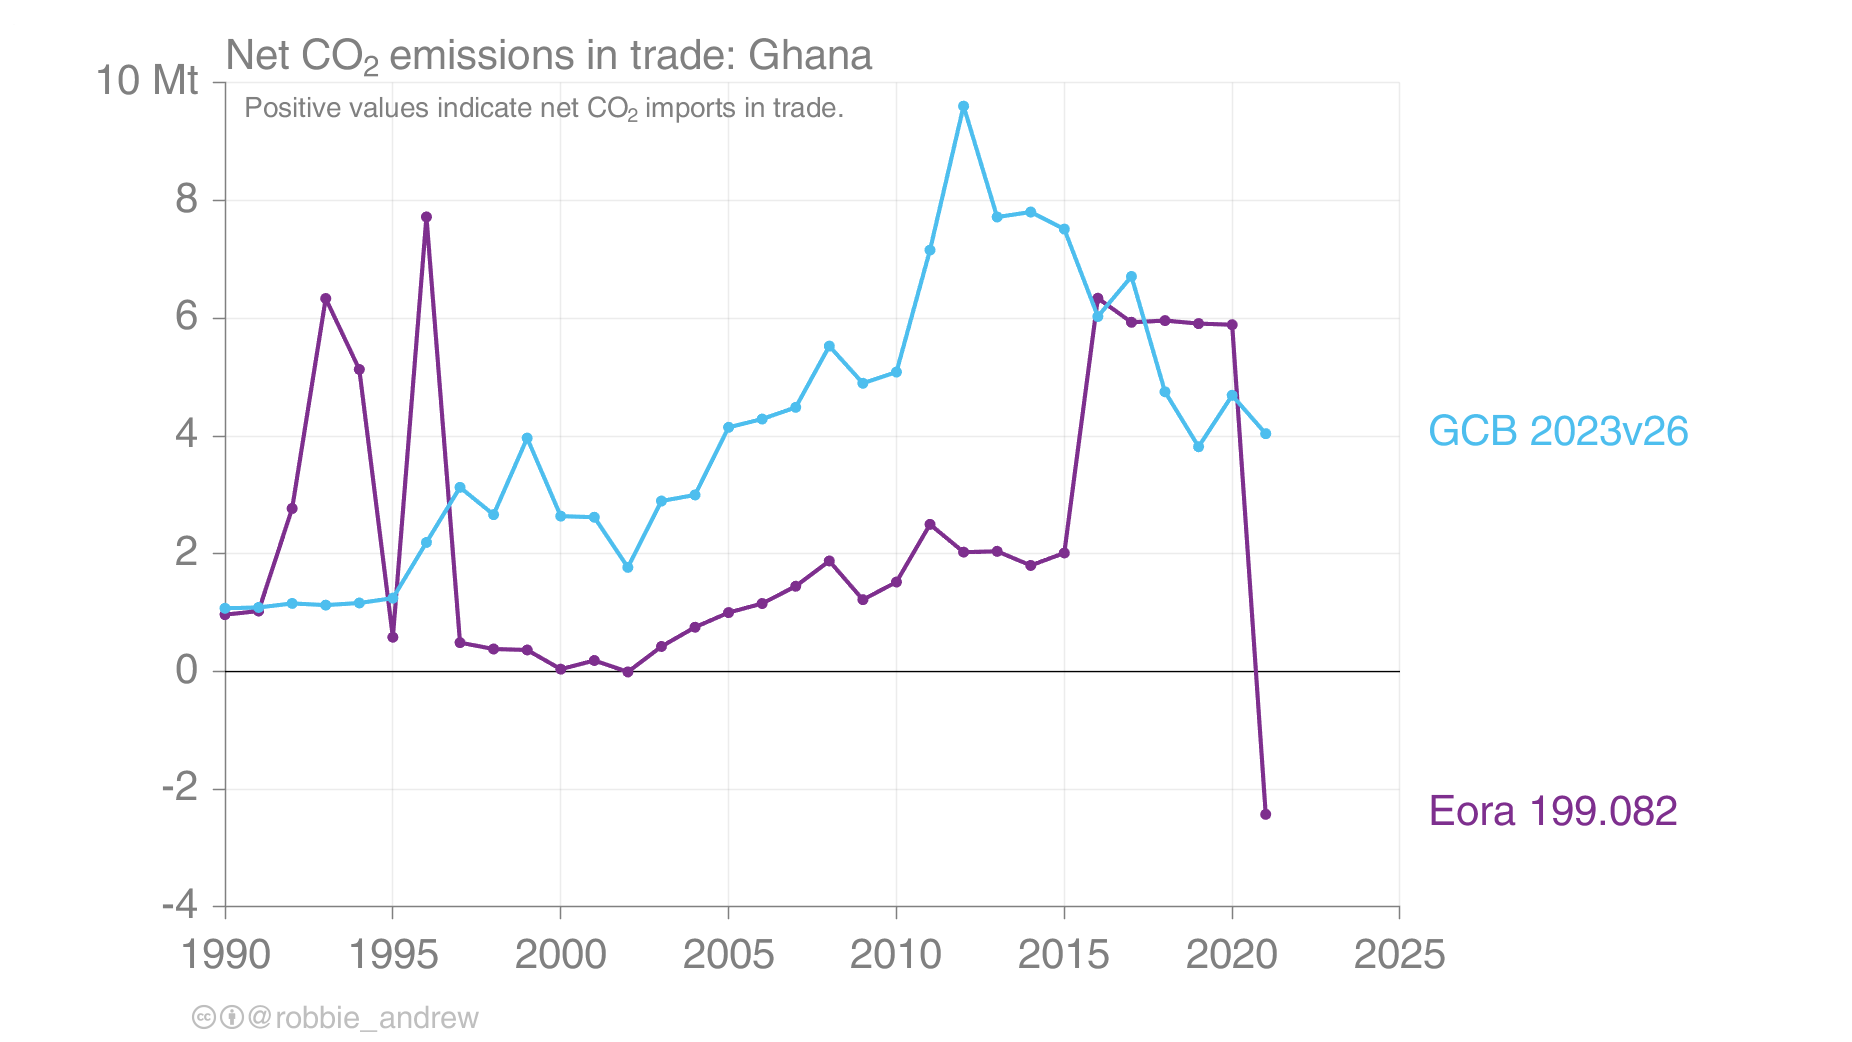 Net CO₂ emissions in trade: Ghana
10 Mt
Positive values indicate net CO₂ imports in trade.
8
6
4
2
0
-2
-4
GCB 2023v26
Eora 199.082
1990 1995 2000 2005 2010 2015 2020 2025
@robbie_andrew